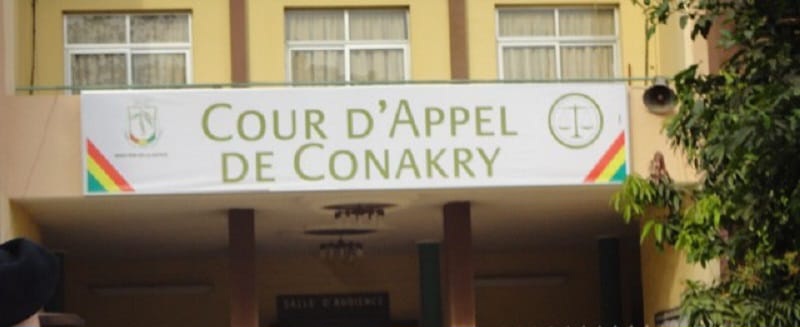 COUR D'APPEL
DE CONAKRY
SALLE D'AUDIENCE